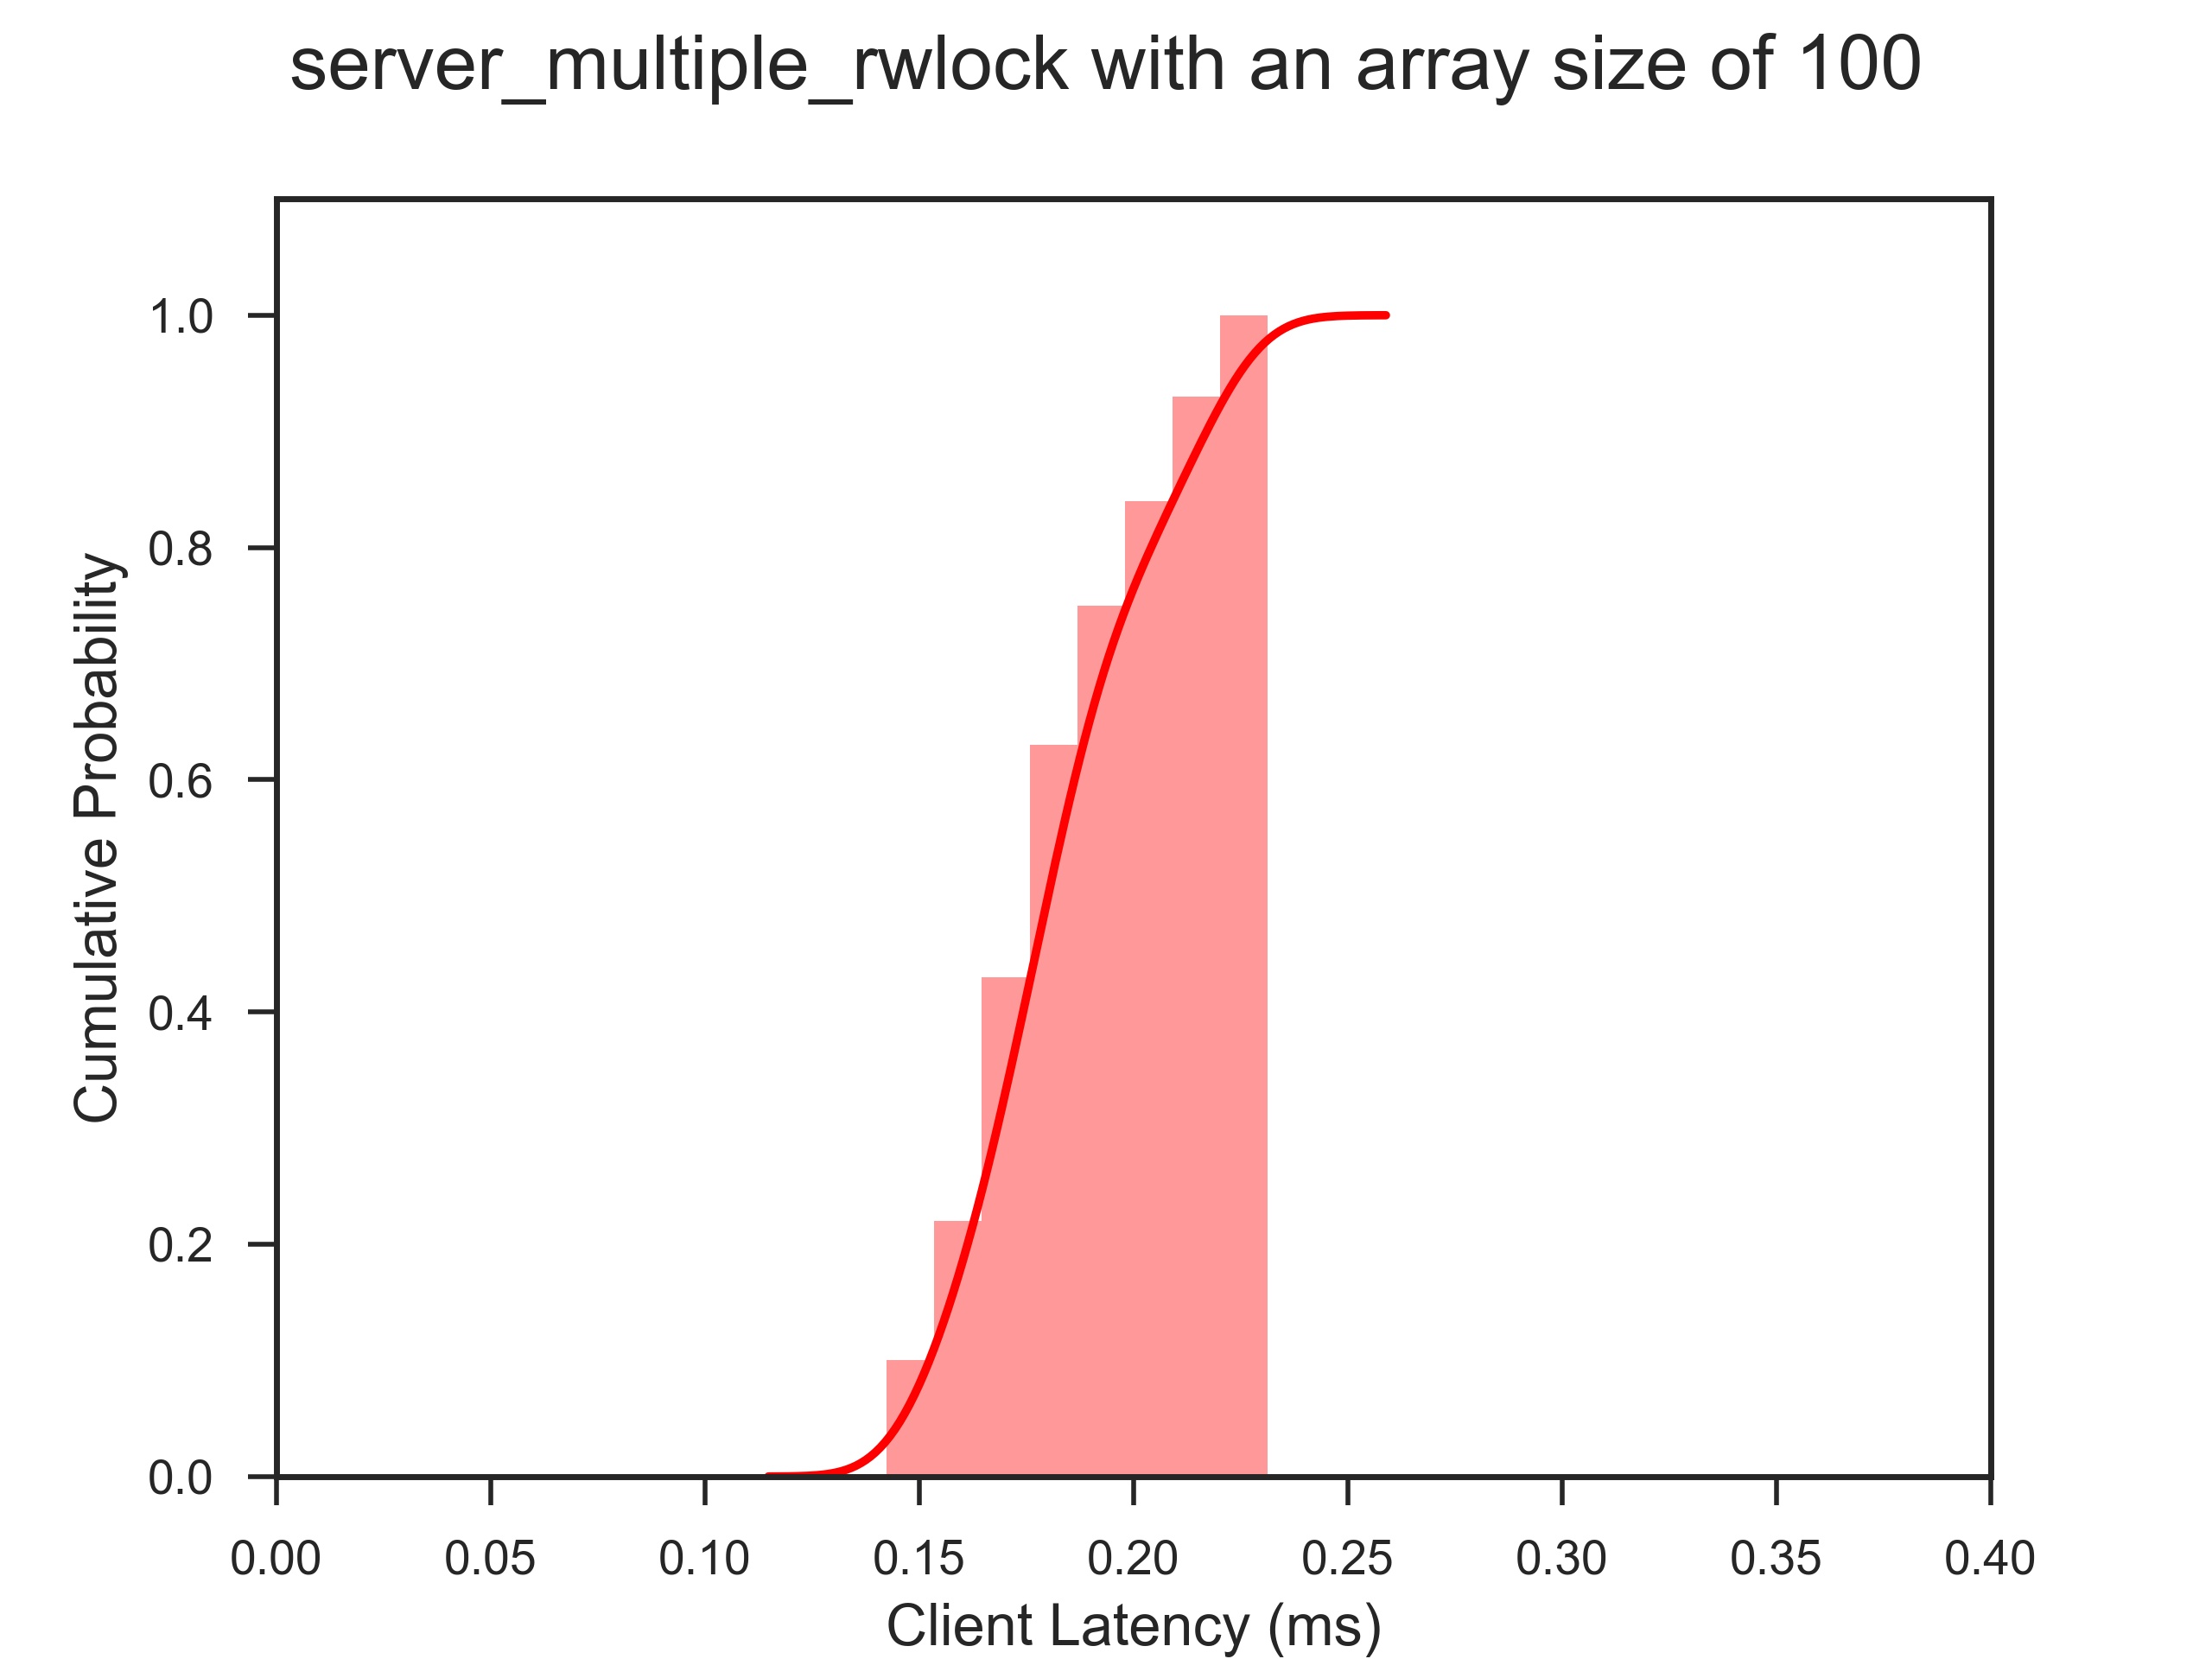 server_multiple_rwlock with an array size of 100
1.0
0.8
0.6
0.4
0.2
0.0
Cumulative Probability
0.00 0.05 0.10 0.15 0.20 0.25 0.30 0.35 0.40
Client Latency (ms)